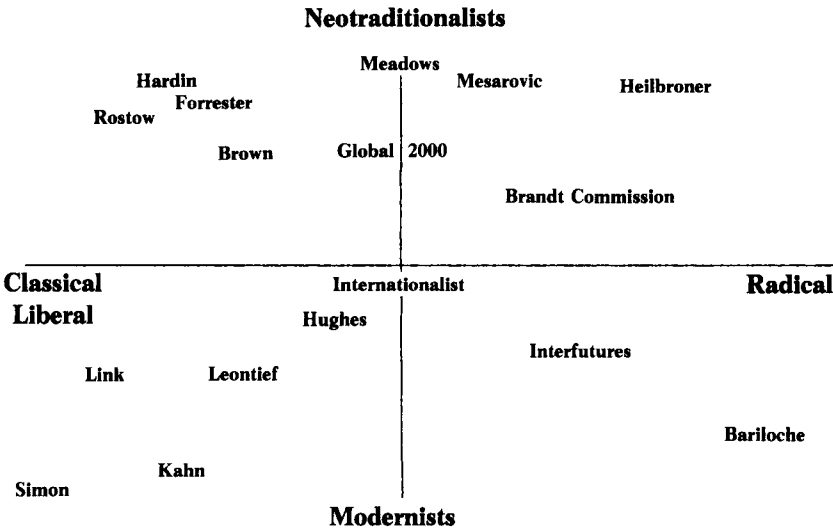 Neotraditionalists
Meadows
Hardin
Mesarovic
Heilbroner
Forrester
Rostow
Brown
Global 2000
Brandt Commission
Classical
Liberal
Internationalist
Radical
Hughes
Interfutures
Link
Leontief
Bariloche
Kahn
Simon
Modernists